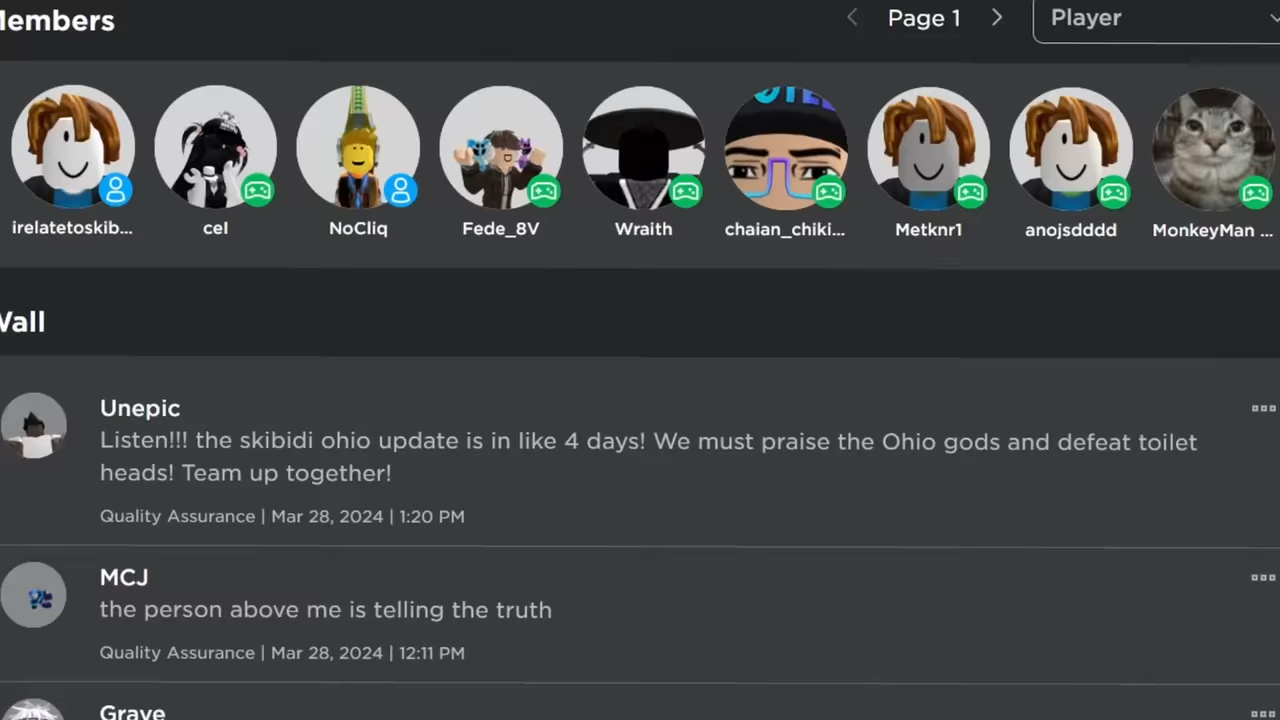 Members
Page 1
Player
irelatetoskib...
cel
NoCliq
Fede_8V
Wraith
chaian_chiki...
Metknr1
anojsdddd
MonkeyMan ...
Wall
Unepic
Listen!!! the skibidi ohio update is in like 4 days! We must praise the Ohio gods and defeat toilet
heads! Team up together!
Quality Assurance | Mar 28, 2024 | 1:20 PM
MCJ
the person above me is telling the truth
Quality Assurance | Mar 28, 2024 | 12:11 PM
Grave